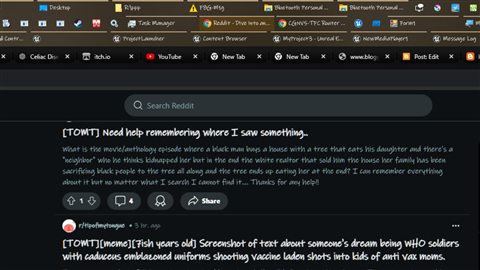 Desktop
R:\ppp
Bluetooth Personal ...
Bluetooth Personal ...
Task Manager
Reddit - Dive into an...
CGNVS-TPC Router ...
Form1
ProjectLauncher
Content Browser
MyProject3 - Unreal E...
NewMediaPlayer1
Message Log
Celiac Dise
itch.io
YouTube
New Tab
New Tab
www.blog
Post: Edit
Search Reddit
[TOMT] Need help remembering where I saw something..
What is the movie/anthology episode where a black man buys a house with a tree that eats his daughter and there's a
"neighbor" who he thinks kidnapped her but in the end the white realtor that sold him the house her family has been
sacrificing black people to the tree all along and the tree ends up eating her at the end? I can remember everything
about it but no matter what I search I cannot find it.... Thanks for any help!!
1
4
Share
r/tipofmytongue • 3 hr. ago
[TOMT][meme][7ish years old] Screenshot of text about someone's dream being WHO soldiers
with caduceus emblazoned uniforms shooting vaccine laden shots into kids of anti vax moms.